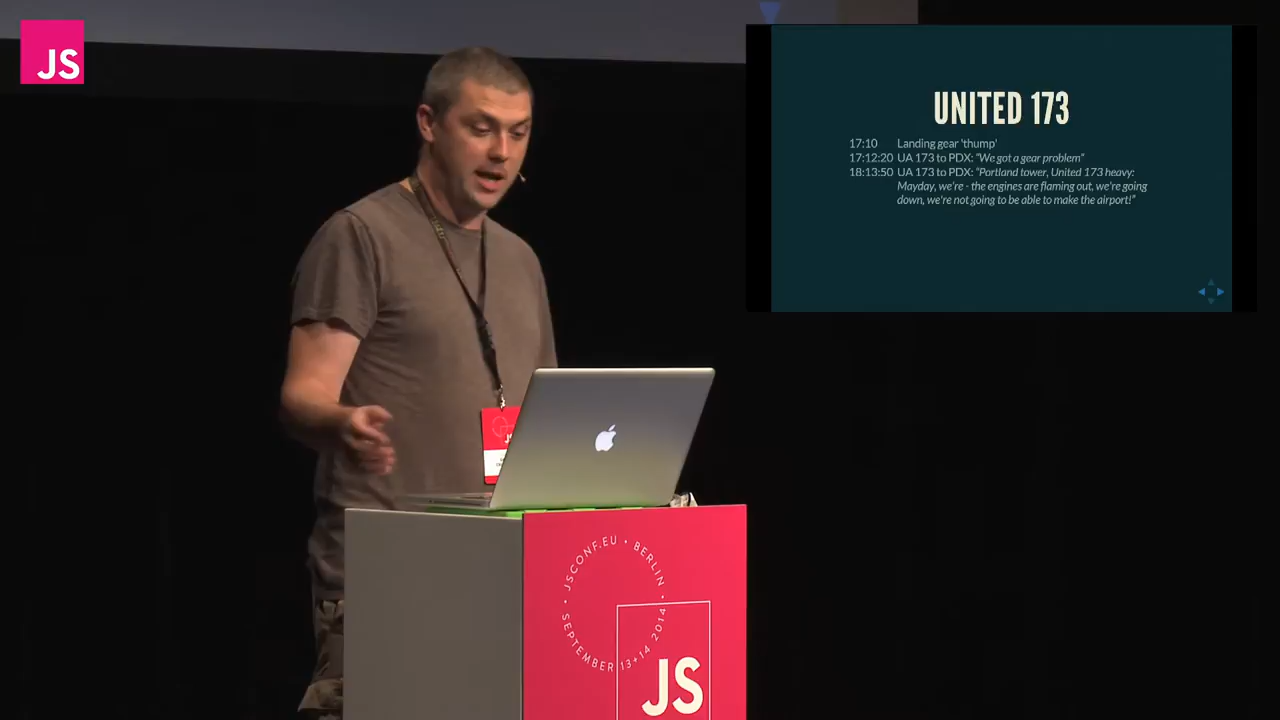 JS
UNITED 173
17:10 Landing gear 'thump'
17:12:20 UA 173 to PDX: "We got a gear problem"
18:13:50 UA 173 to PDX: "Portland tower, United 173 heavy:
Mayday, we're - the engines are flaming out, we're going
down, we're not going to be able to make the airport!"
JS
JSCONF.EU • BERLIN •
SEPTEMBER 13+14 2014 •
JS